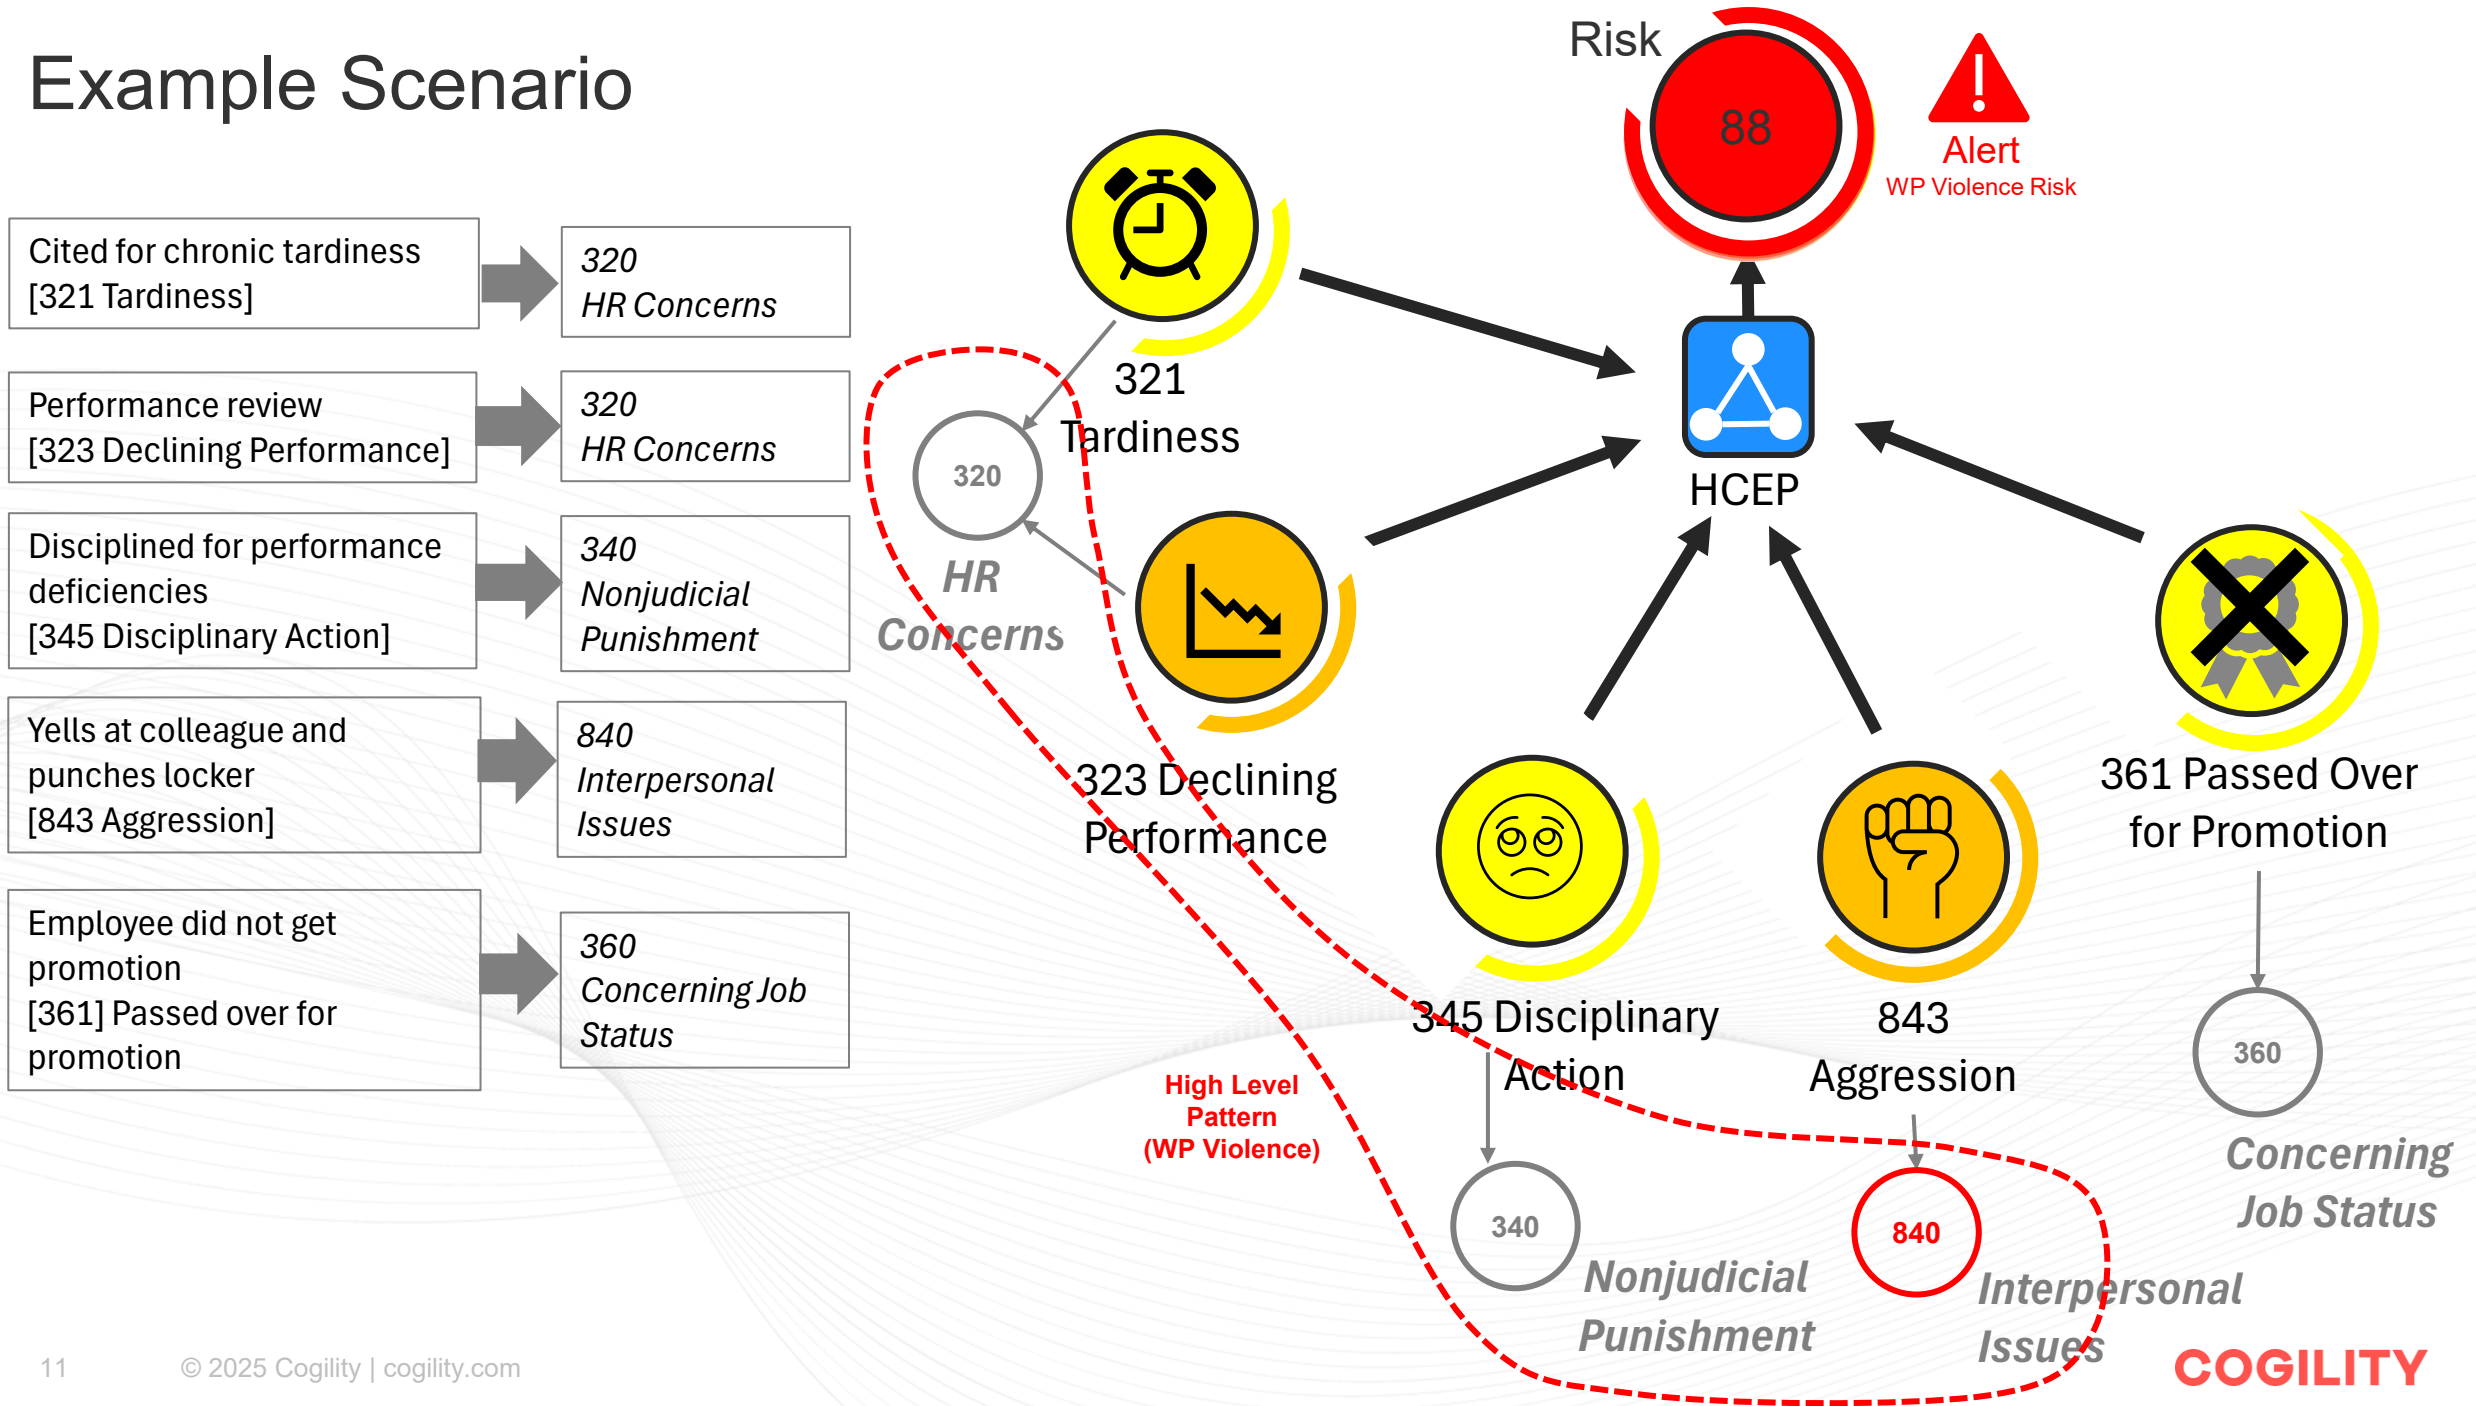 Example Scenario
Cited for chronic tardiness
[321 Tardiness]
320
HR Concerns
Performance review
[323 Declining Performance]
320
HR Concerns
Disciplined for performance
deficiencies
[345 Disciplinary Action]
340
Nonjudicial
Punishment
Yells at colleague and
punches locker
[843 Aggression]
840
Interpersonal
Issues
Employee did not get
promotion
[361] Passed over for
promotion
360
Concerning Job
Status
Risk
88
Alert
WP Violence Risk
321
Tardiness
320
HR
Concerns
HCEP
323 Declining
Performance
361 Passed Over
for Promotion
345 Disciplinary
Action
843
Aggression
360
Concerning
Job Status
High Level
Pattern
(WP Violence)
340
Nonjudicial
Punishment
840
Interpersonal
Issues
11
© 2025 Cogility | cogility.com
COGILITY